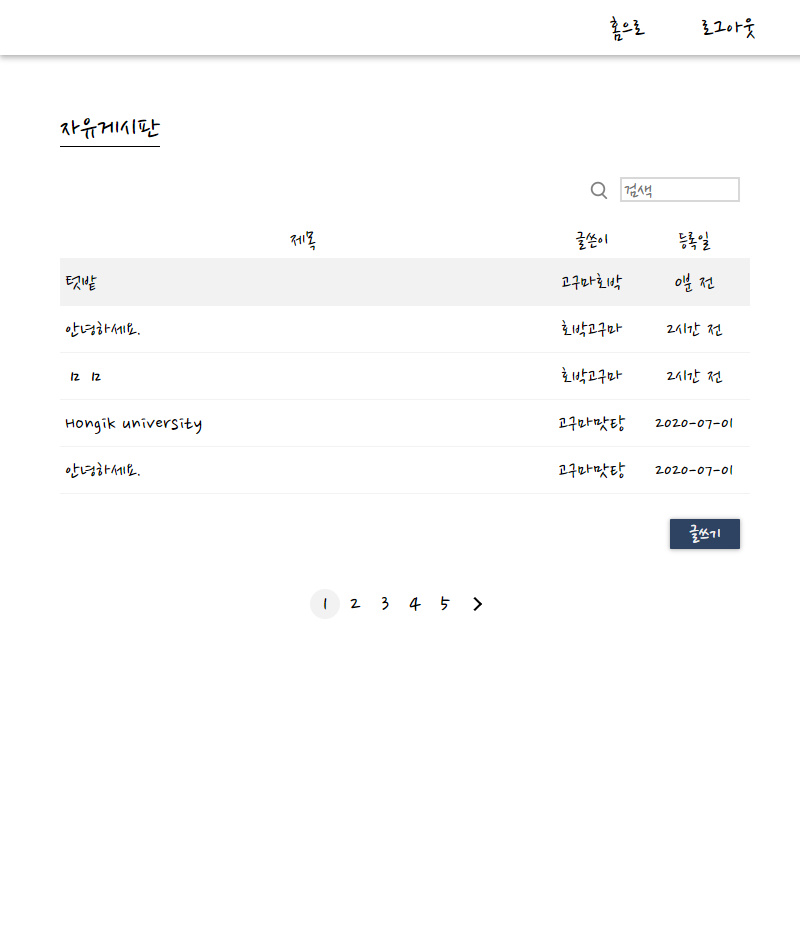 홈으로 로그아웃
자유게시판
검색
제목 글쓴이 등록일
텃밭 고구마호박 0분 전
안녕하세요. 호박고구마 2시간 전
12 12 호박고구마 2시간 전
Hongik university 고구마맛탕 2020-07-01
안녕하세요. 고구마맛탕 2020-07-01
글쓰기
1 2 3 4 5